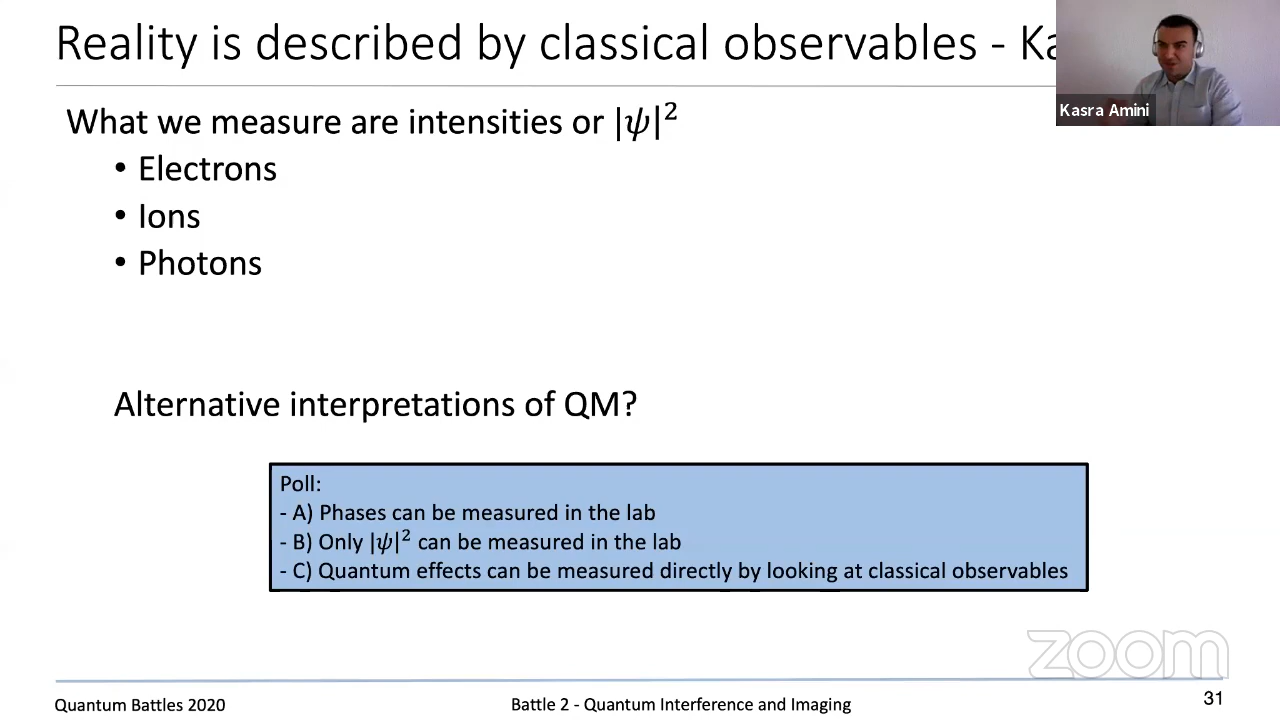 Reality is described by classical observables - Ka
Kasra Amini
What we measure are intensities or |ψ|²
• Electrons
• Ions
• Photons
Alternative interpretations of QM?
Poll:
- A) Phases can be measured in the lab
- B) Only |ψ|² can be measured in the lab
- C) Quantum effects can be measured directly by looking at classical observables
zoom
Quantum Battles 2020
Battle 2 - Quantum Interference and Imaging
31